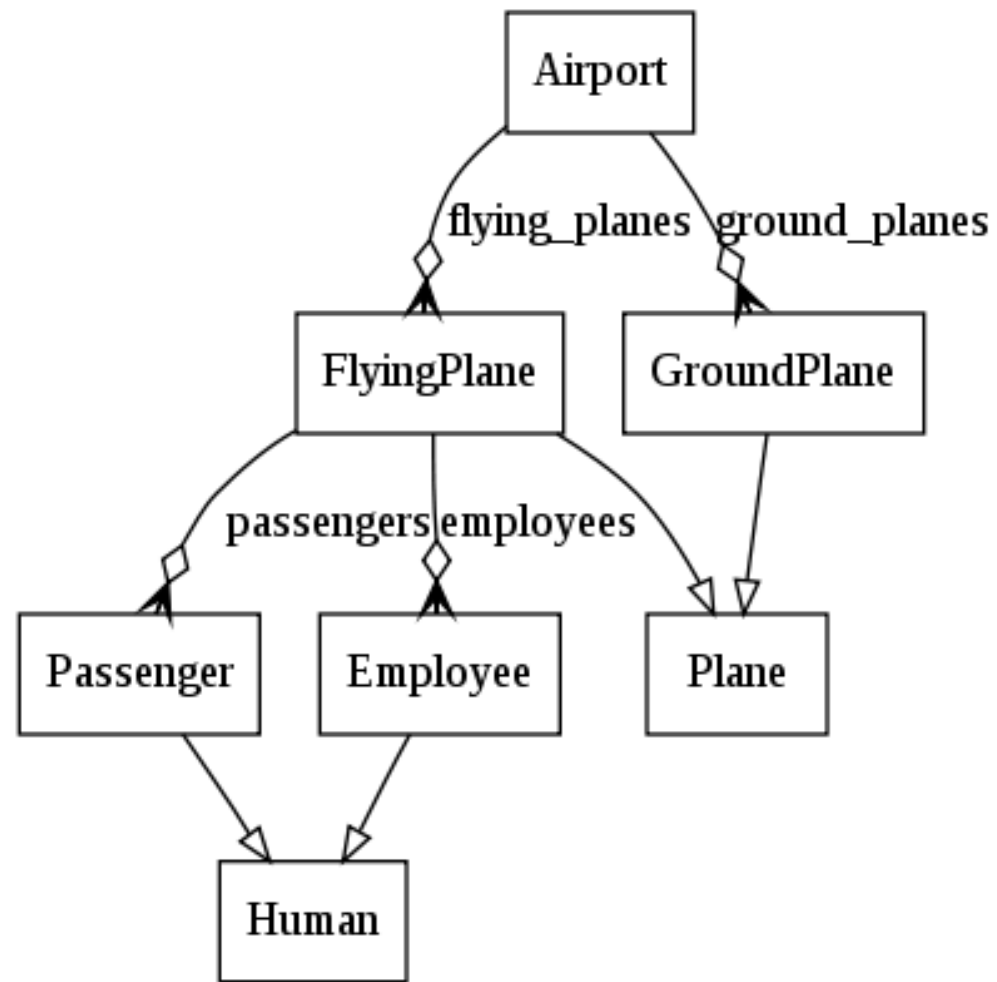 Airport
flying_planes ground_planes
FlyingPlane GroundPlane
passengers employees
Passenger Employee Plane
Human